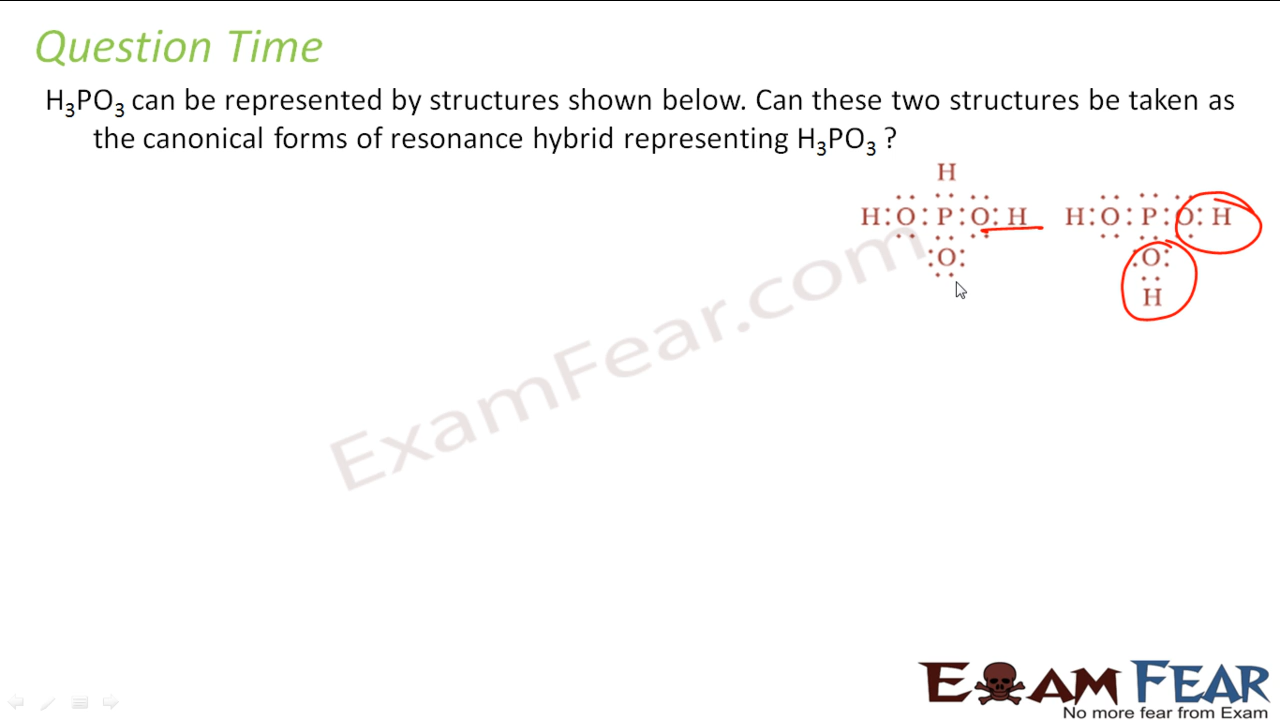 Question Time
H₃PO₃ can be represented by structures shown below. Can these two structures be taken as
the canonical forms of resonance hybrid representing H₃PO₃ ?
H
H:O:P:O:H H:O:P:O:H
:O: :O:
H
ExamFear.com
EXAM FEAR
No more fear from Exam